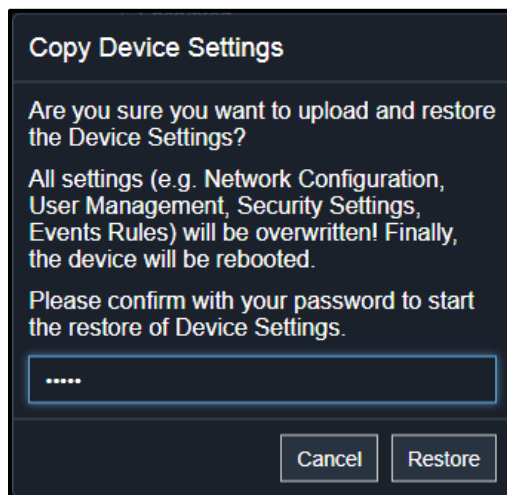 Copy Device Settings
Are you sure you want to upload and restore
the Device Settings?
All settings (e.g. Network Configuration,
User Management, Security Settings,
Events Rules) will be overwritten! Finally,
the device will be rebooted.
Please confirm with your password to start
the restore of Device Settings.
•••••
Cancel Restore